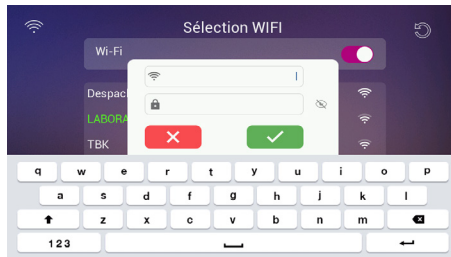 Sélection WIFI
Wi-Fi
Despac
LABORA
TBK
q w e r t y u i o p
a s d f g h j k l
z x c v b n m
123